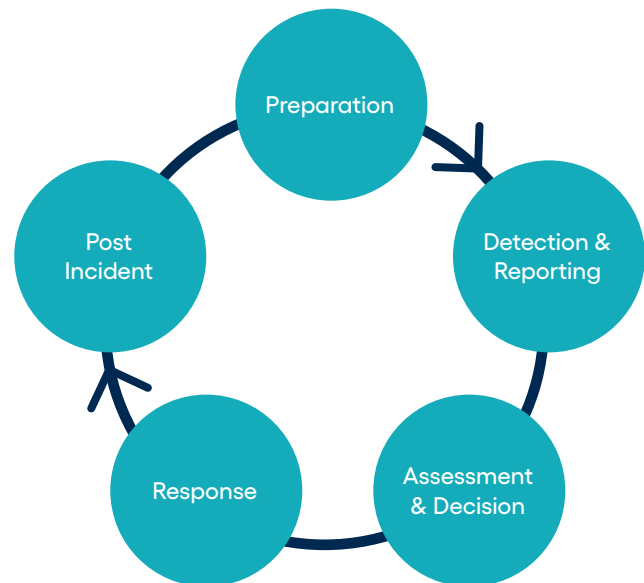 Preparation
Detection &
Reporting
Assessment
& Decision
Response
Post
Incident